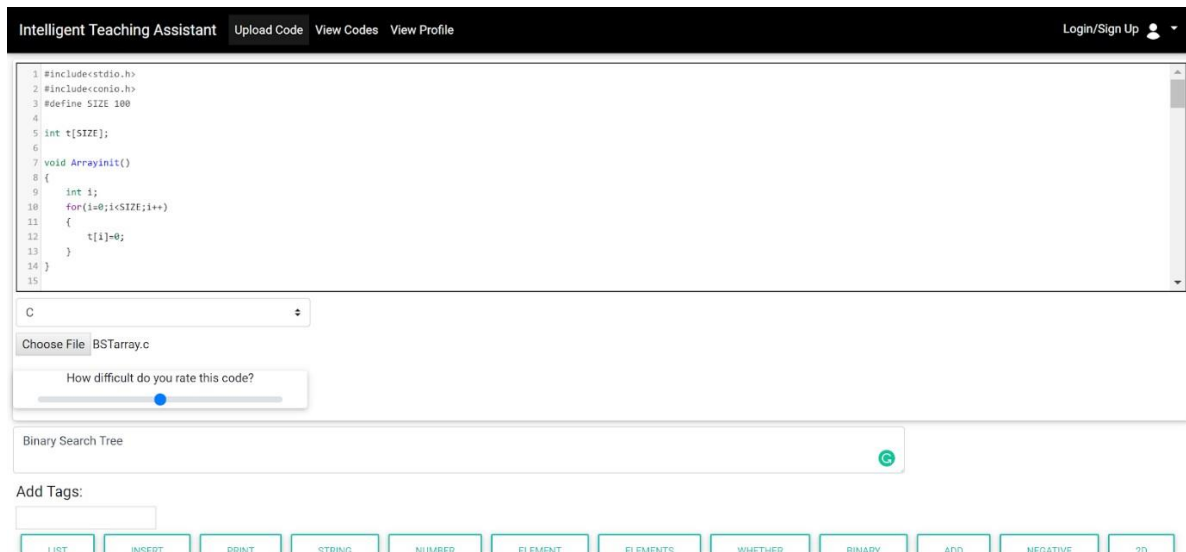 Intelligent Teaching Assistant Upload Code View Codes View Profile Login/Sign Up
1 #include<stdio.h>
2 #include<conio.h>
3 #define SIZE 100
4
5 int t[SIZE];
6
7 void Arrayinit()
8 {
9 int i;
10 for(i=0;i<SIZE;i++)
11 {
12 t[i]=0;
13 }
14 }
15
C
Choose File BSTarray.c
How difficult do you rate this code?
Binary Search Tree
Add Tags:
LIST INSERT PRINT STRING NUMBER ELEMENT ELEMENTS WHETHER BINARY ADD NEGATIVE 2D